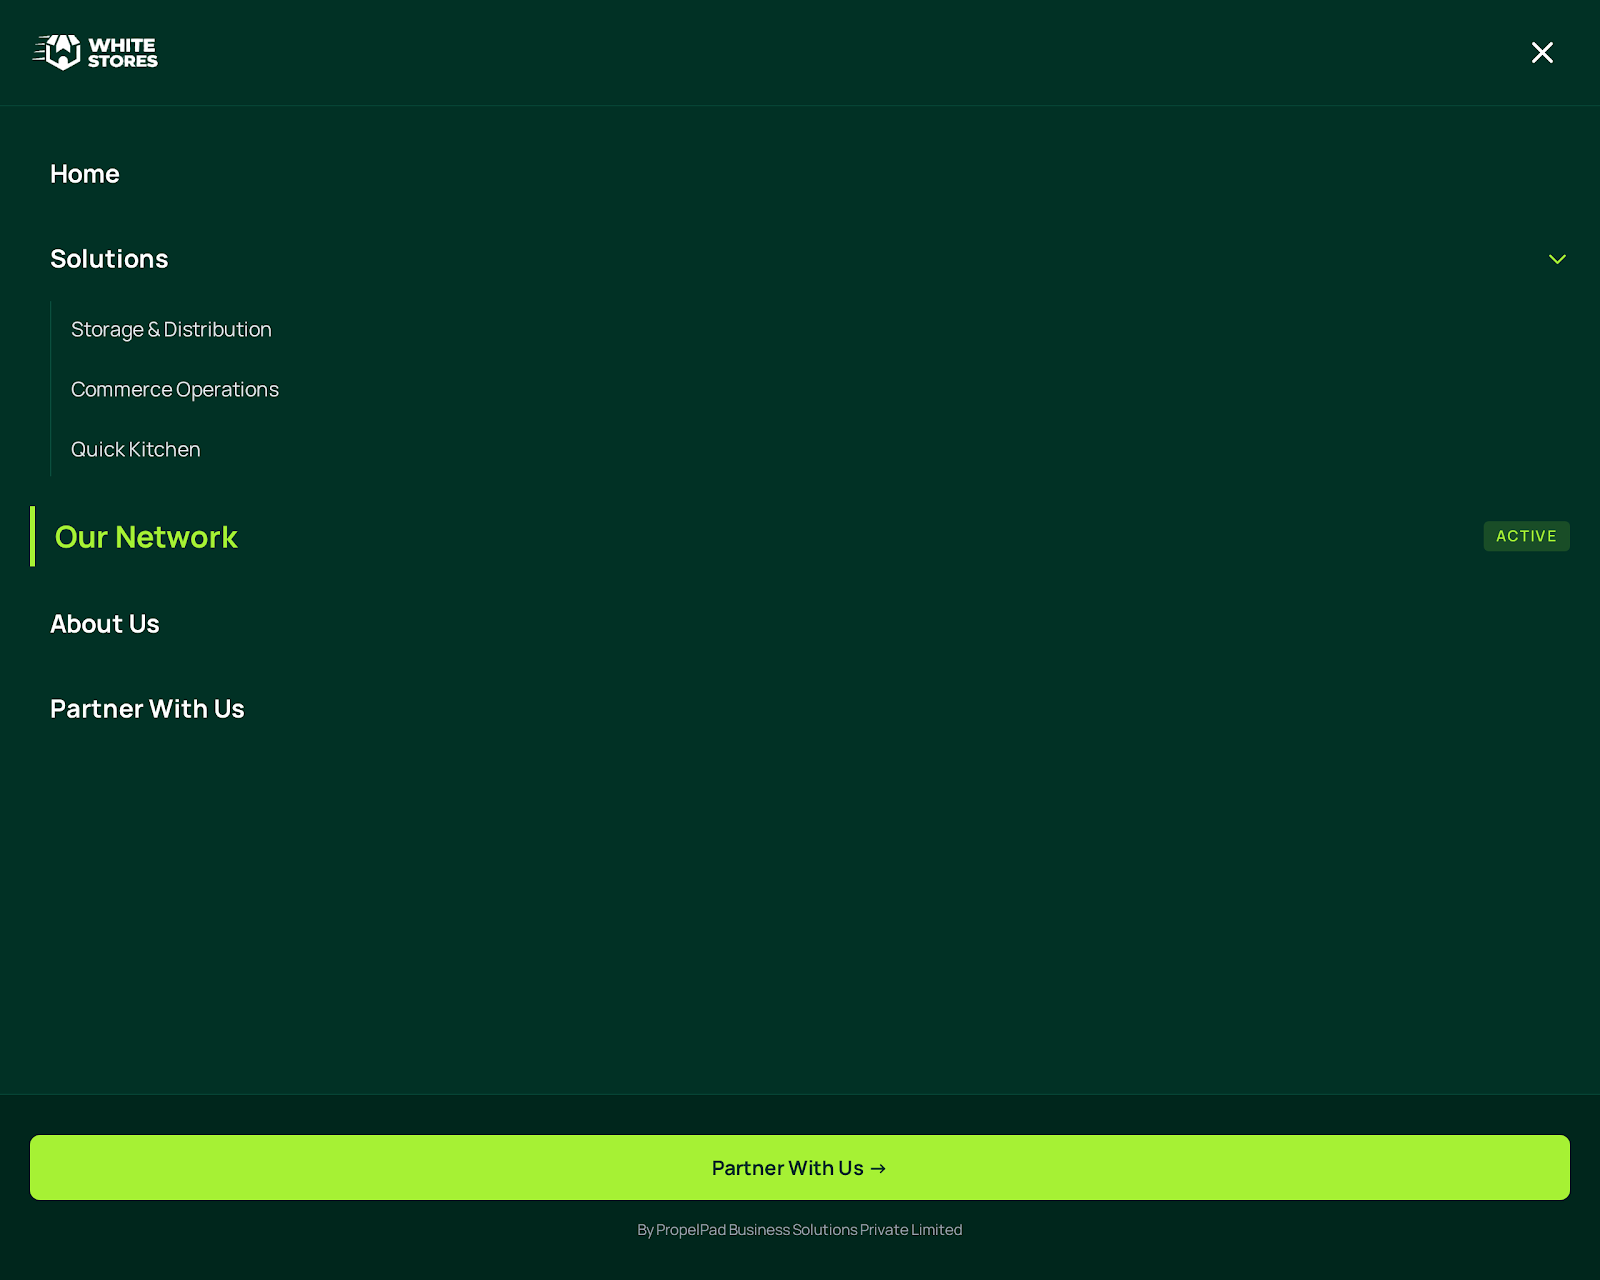 WHITE
STORES
Home
Solutions
Storage & Distribution
Commerce Operations
Quick Kitchen
Our Network
ACTIVE
About Us
Partner With Us
Partner With Us →
By PropelPad Business Solutions Private Limited